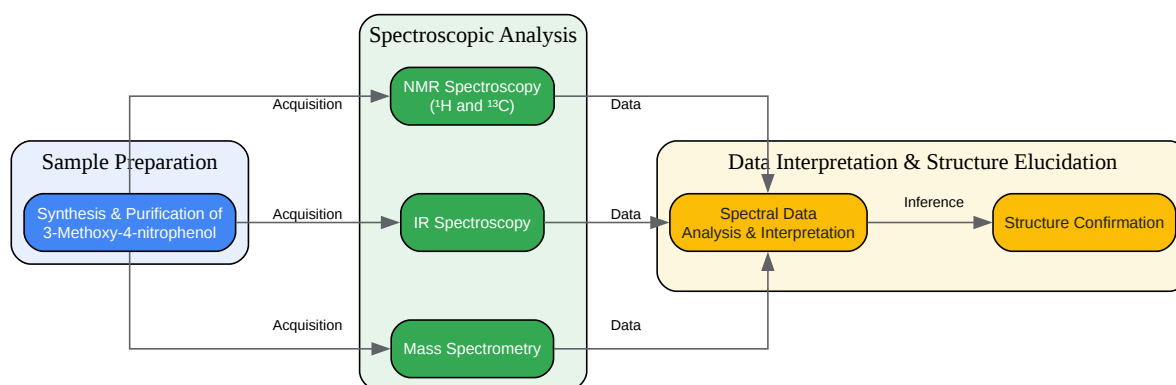 Spectroscopic Analysis
NMR Spectroscopy
(¹H and ¹³C)
Acquisition
Data
Sample Preparation
Data Interpretation & Structure Elucidation
Synthesis & Purification of
3-Methoxy-4-nitrophenol
Acquisition
IR Spectroscopy
Data
Spectral Data
Analysis & Interpretation
Inference
Structure Confirmation
Acquisition
Mass Spectrometry
Data